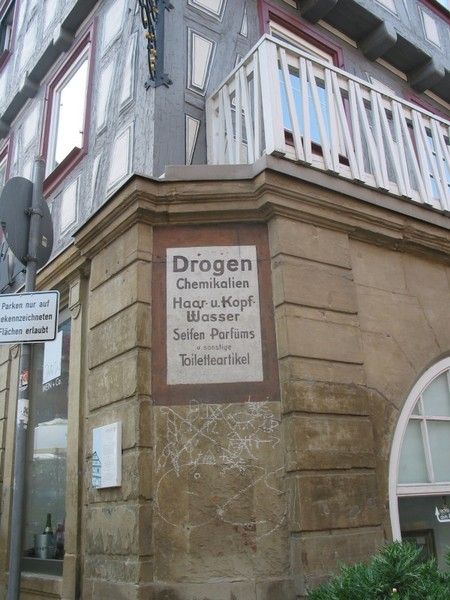 Drogen
Chemikalien
Haar- u. Kopf-
Wasser
Seifen Parfüms
u. sonstige
Toiletteartikel
Parken nur auf
gekennzeichneten
Flächen erlaubt